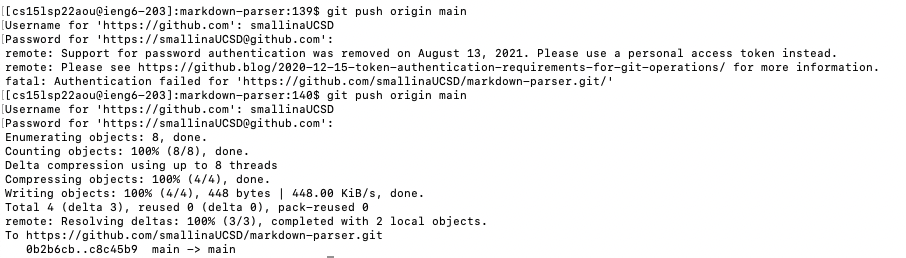 [[cs15lsp22aou@ieng6-203]:markdown-parser:139$ git push origin main
[Username for 'https://github.com': smallinaUCSD
[Password for 'https://smallinaUCSD@github.com':
remote: Support for password authentication was removed on August 13, 2021. Please use a personal access token instead.
remote: Please see https://github.blog/2020-12-15-token-authentication-requirements-for-git-operations/ for more information.
fatal: Authentication failed for 'https://github.com/smallinaUCSD/markdown-parser.git/'
[[cs15lsp22aou@ieng6-203]:markdown-parser:140$ git push origin main
[Username for 'https://github.com': smallinaUCSD
[Password for 'https://smallinaUCSD@github.com':
Enumerating objects: 8, done.
Counting objects: 100% (8/8), done.
Delta compression using up to 8 threads
Compressing objects: 100% (4/4), done.
Writing objects: 100% (4/4), 448 bytes | 448.00 KiB/s, done.
Total 4 (delta 3), reused 0 (delta 0), pack-reused 0
remote: Resolving deltas: 100% (3/3), completed with 2 local objects.
To https://github.com/smallinaUCSD/markdown-parser.git
   0b2b6cb..c8c45b9  main -> main